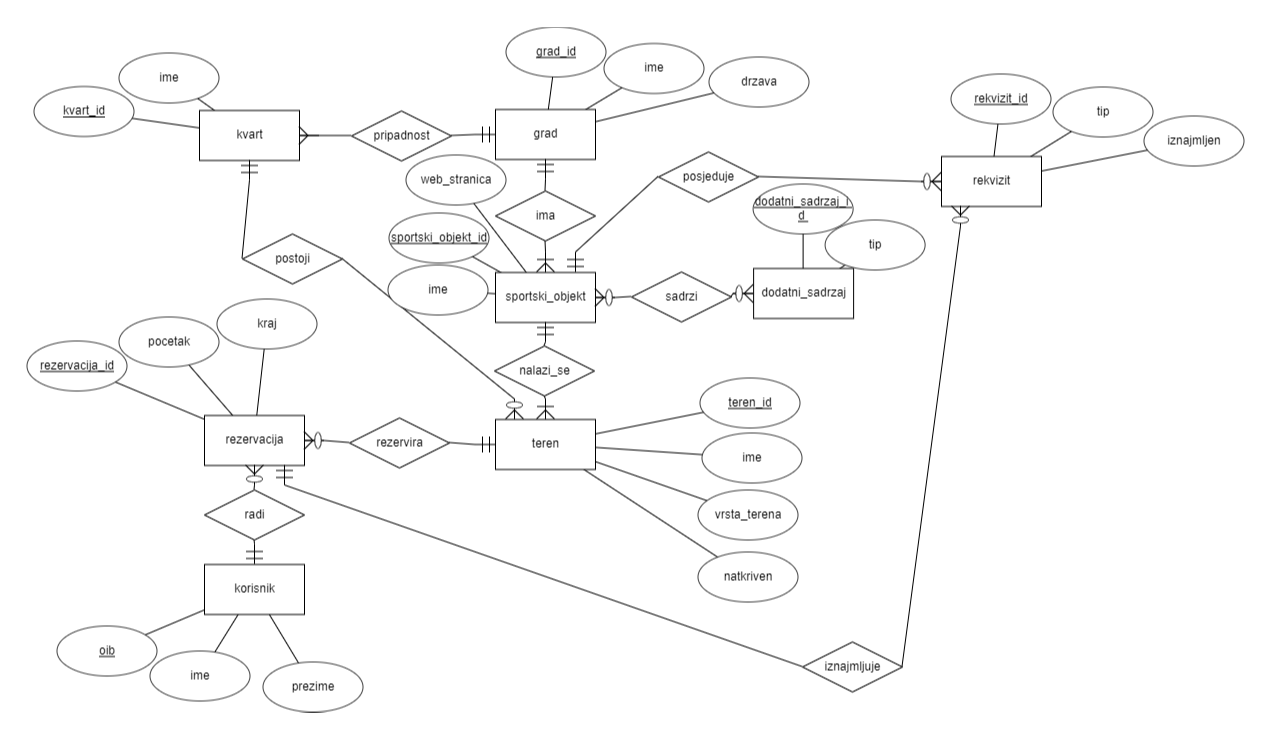 grad_id
ime
drzava
ime
kvart_id
kvart
pripadnost
grad
rekvizit_id
tip
iznajmljen
rekvizit
web_stranica
posjeduje
ima
dodatni_sadrzaj_i
d
sportski_objekt_id
tip
postoji
ime
sportski_objekt
sadrzi
dodatni_sadrzaj
kraj
pocetak
rezervacija_id
nalazi_se
teren_id
rezervacija
rezervira
teren
ime
vrsta_terena
radi
natkriven
korisnik
oib
ime
prezime
iznajmljuje